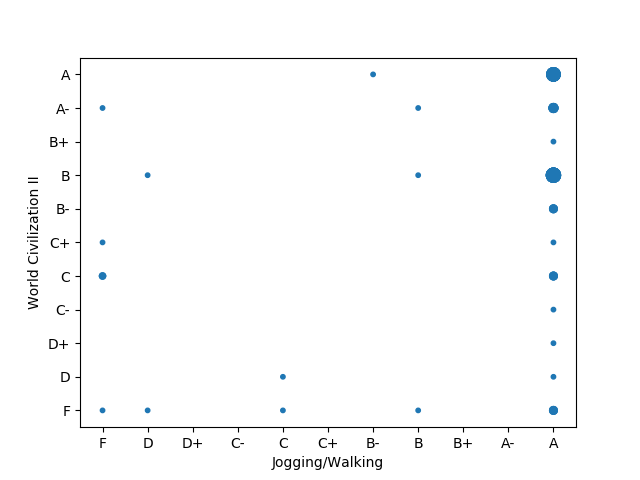 A
A-
B+
B
B-
C+
C
C-
D+
D
F
World Civilization II
F D D+ C- C C+ B- B B+ A- A
Jogging/Walking